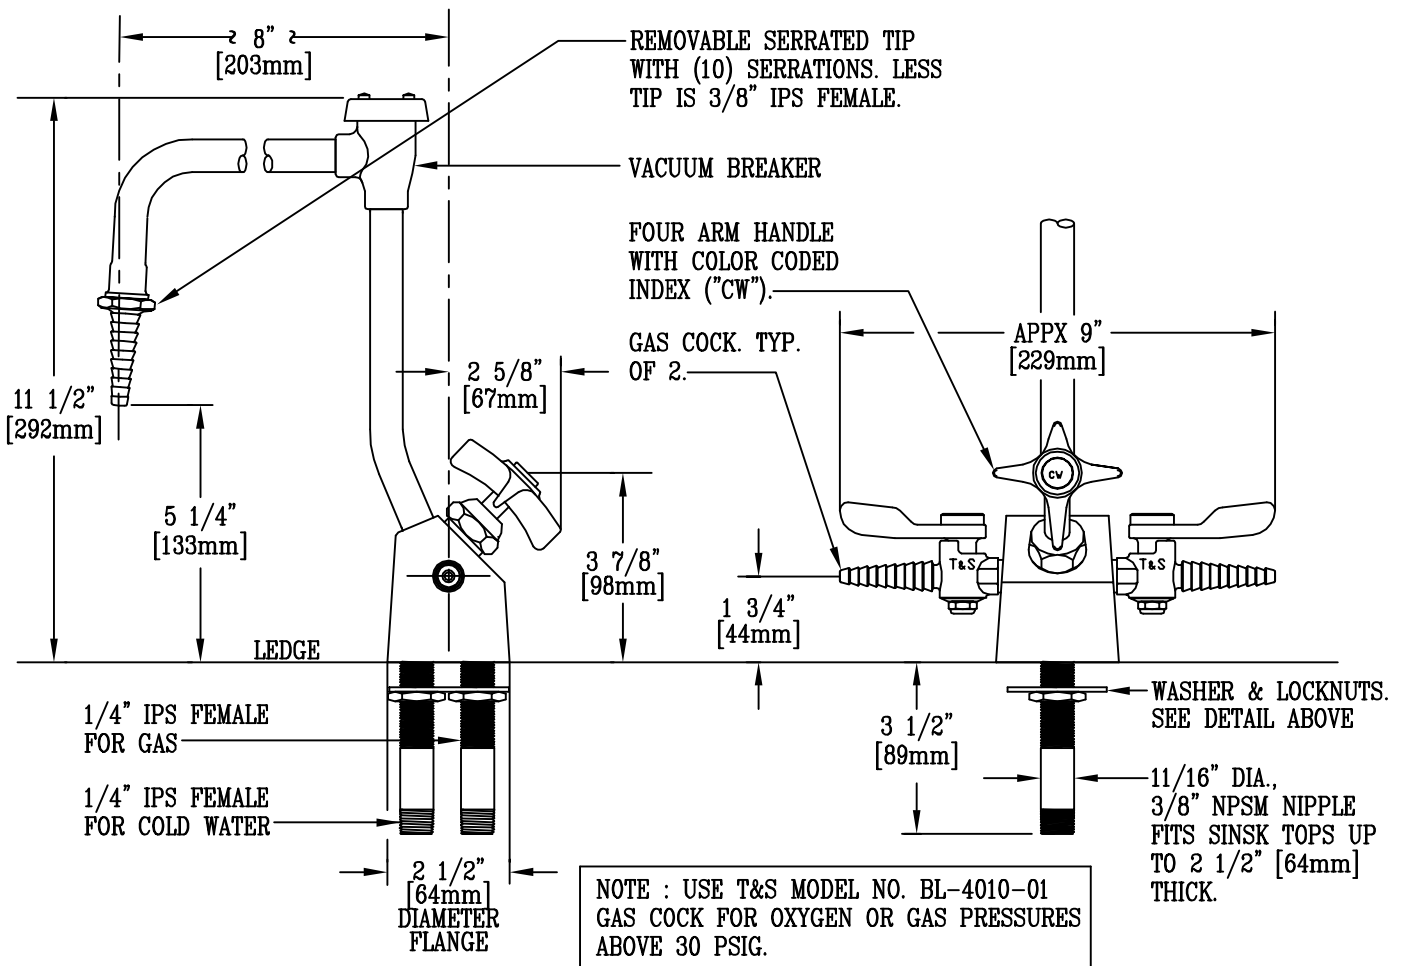 8"
[203mm]
REMOVABLE SERRATED TIP
WITH (10) SERRATIONS. LESS
TIP IS 3/8" IPS FEMALE.
VACUUM BREAKER
FOUR ARM HANDLE
WITH COLOR CODED
INDEX ("CW").
GAS COCK. TYP.
OF 2.
APPX 9"
[229mm]
2 5/8"
[67mm]
11 1/2"
[292mm]
CW
5 1/4"
[133mm]
3 7/8"
[98mm]
T&S
T&S
1 3/4"
[44mm]
LEDGE
1/4" IPS FEMALE
FOR GAS
3 1/2"
[89mm]
WASHER & LOCKNUTS.
SEE DETAIL ABOVE
1/4" IPS FEMALE
FOR COLD WATER
11/16" DIA.,
3/8" NPSM NIPPLE
FITS SINSK TOPS UP
TO 2 1/2" [64mm]
THICK.
2 1/2"
[64mm]
DIAMETER
FLANGE
NOTE : USE T&S MODEL NO. BL-4010-01
GAS COCK FOR OXYGEN OR GAS PRESSURES
ABOVE 30 PSIG.